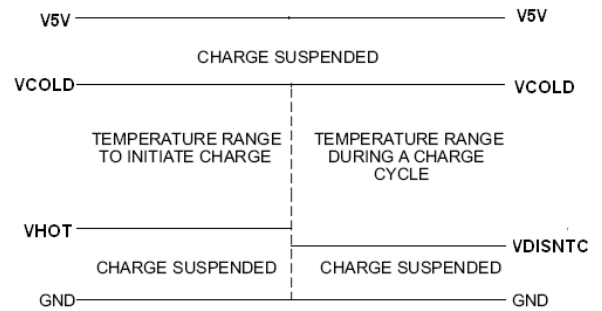 V5V
V5V
CHARGE SUSPENDED
VCOLD
VCOLD
TEMPERATURE RANGE
TO INITIATE CHARGE
TEMPERATURE RANGE
DURING A CHARGE
CYCLE
VHOT
VDISNTC
CHARGE SUSPENDED
CHARGE SUSPENDED
GND
GND